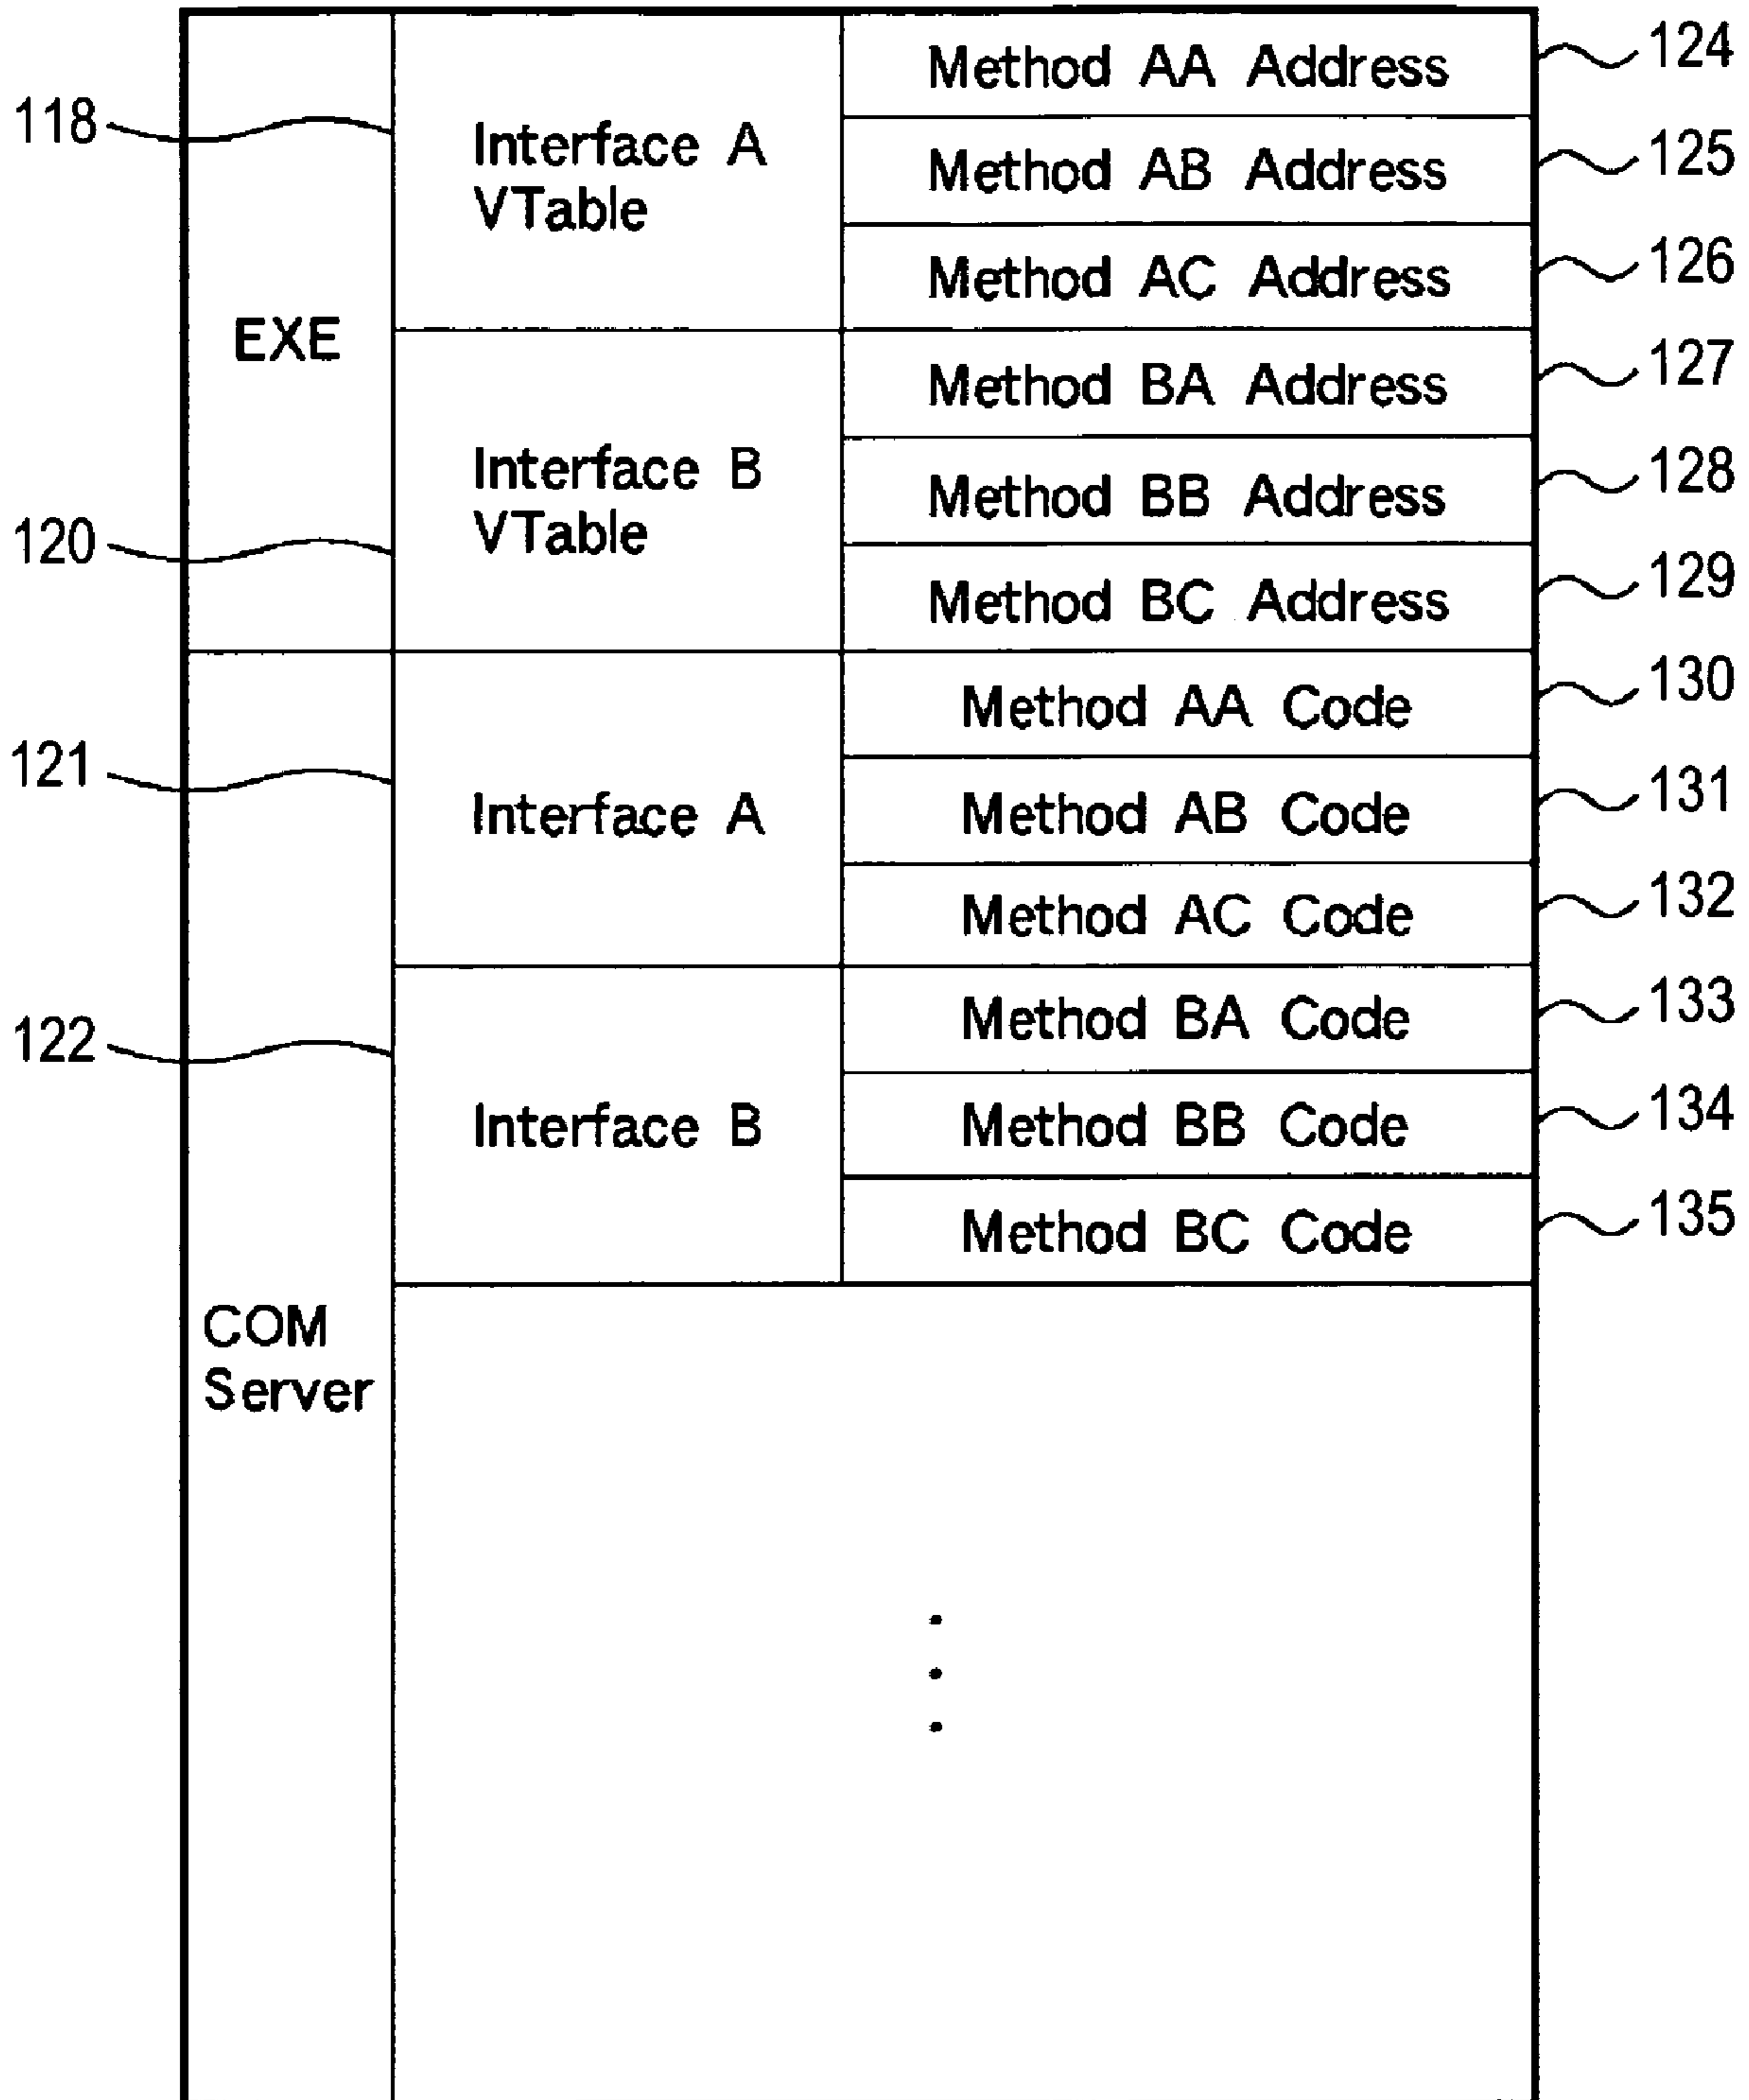 Method AA Address
124
118
Interface A
VTable
Method AB Address
125
Method AC Address
126
EXE
Method BA Address
127
Interface B
VTable
Method BB Address
128
120
Method BC Address
129
Method AA Code
130
121
Interface A
Method AB Code
131
Method AC Code
132
Method BA Code
133
122
Interface B
Method BB Code
134
Method BC Code
135
COM
Server